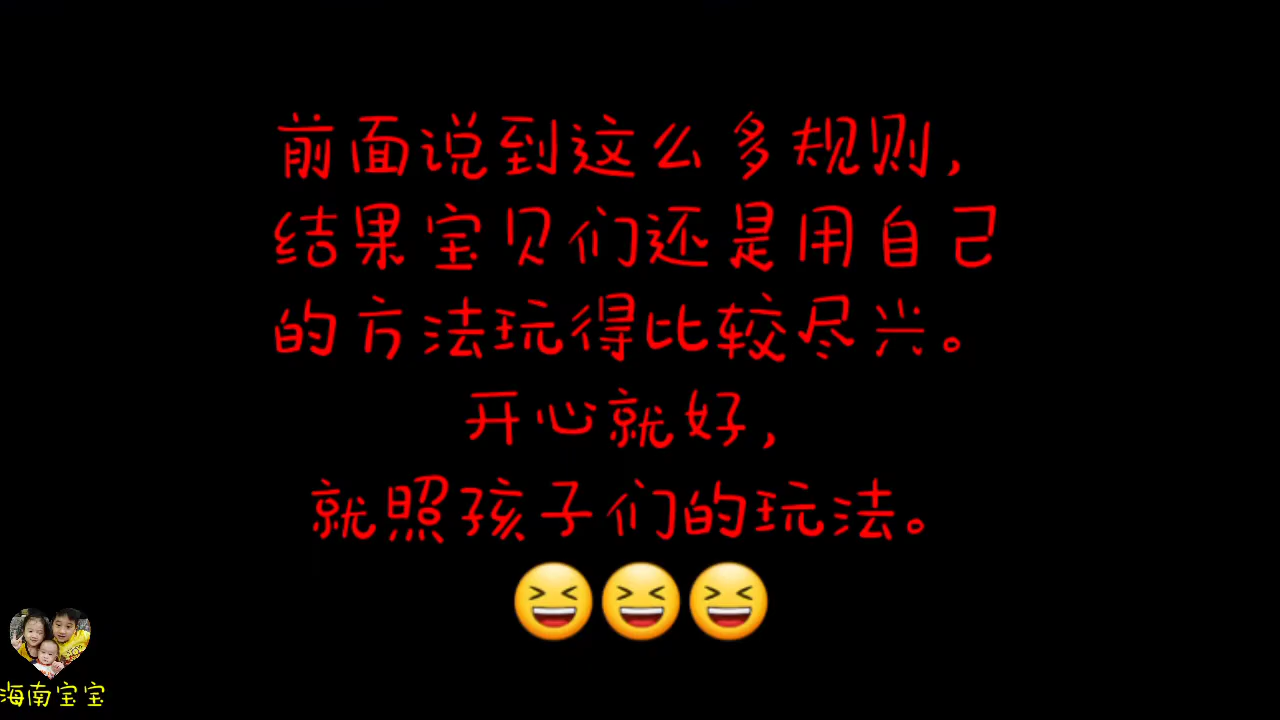 前面说到这么多规则,
结果宝贝们还是用自己
的方法玩得比较尽兴。
开心就好,
就照孩子们的玩法。
😆😆😆
海南宝宝